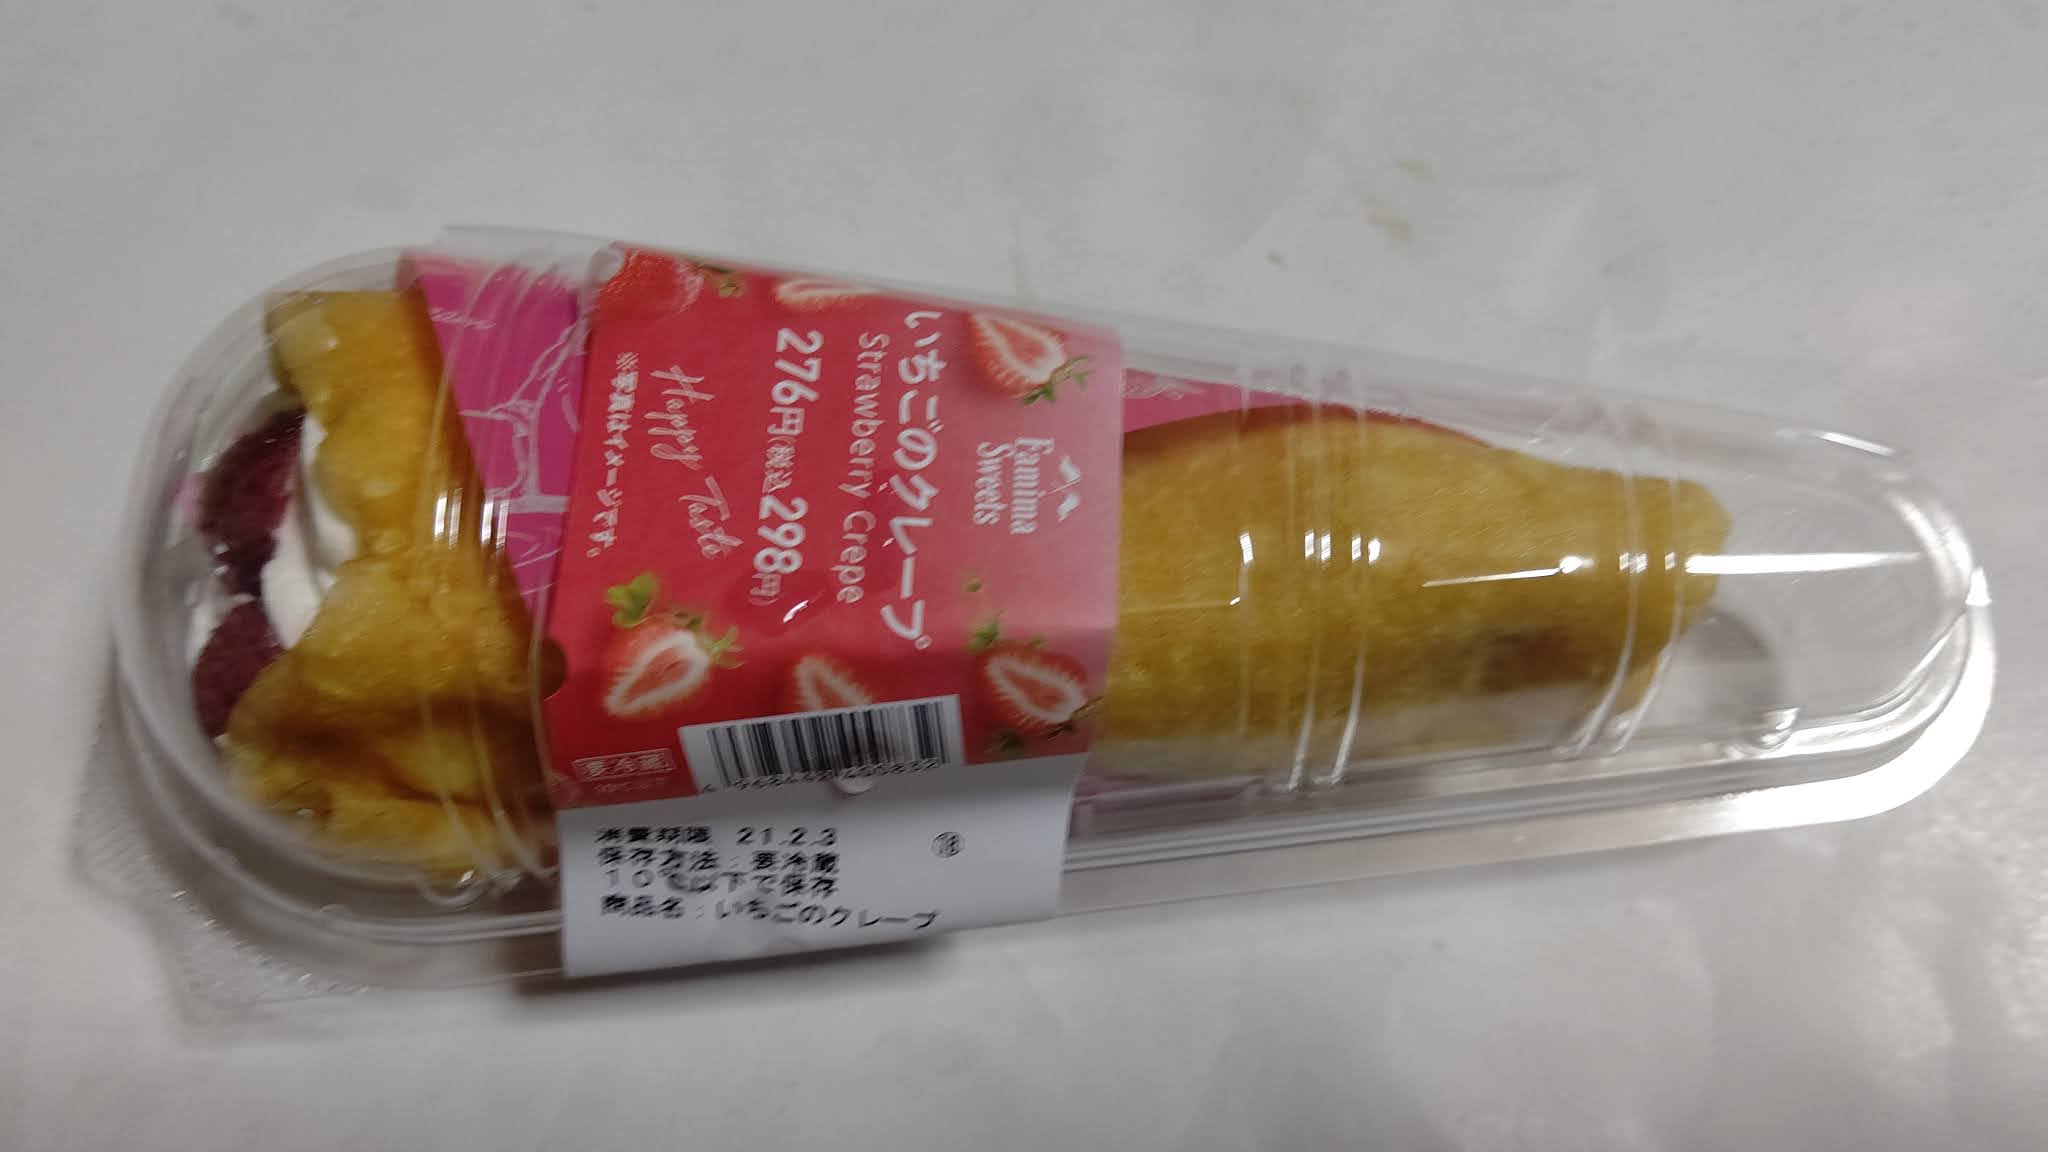 Famima
Sweets
いちごのクレープ
Strawberry Crepe
276円(税込298円)
Happy Taste
※写真はイメージです。
要冷蔵
消費期限 21.2.3
保存方法：要冷蔵
10℃以下で保存
商品名：いちごのクレープ
⑱